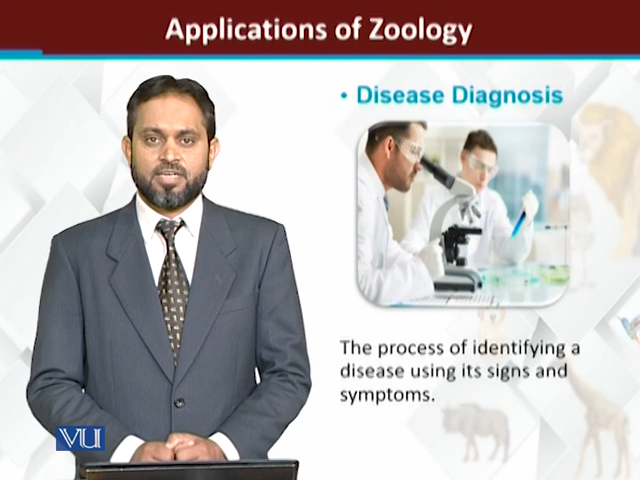 Applications of Zoology
• Disease Diagnosis
The process of identifying a
disease using its signs and
symptoms.
VU